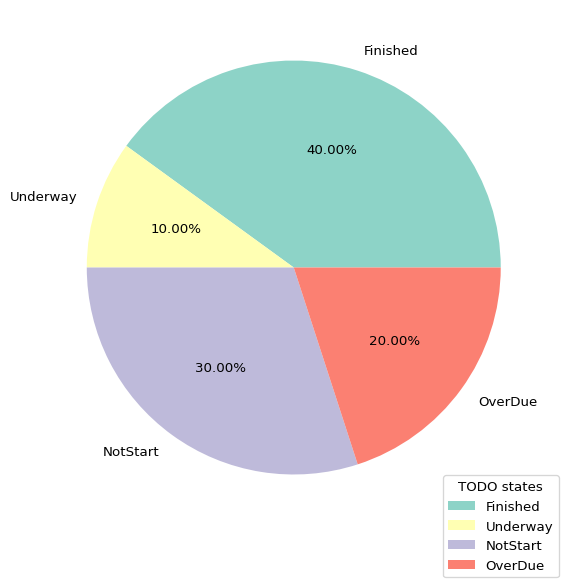 Finished
40.00%
Underway
10.00%
20.00%
30.00%
OverDue
NotStart
TODO states
Finished
Underway
NotStart
OverDue